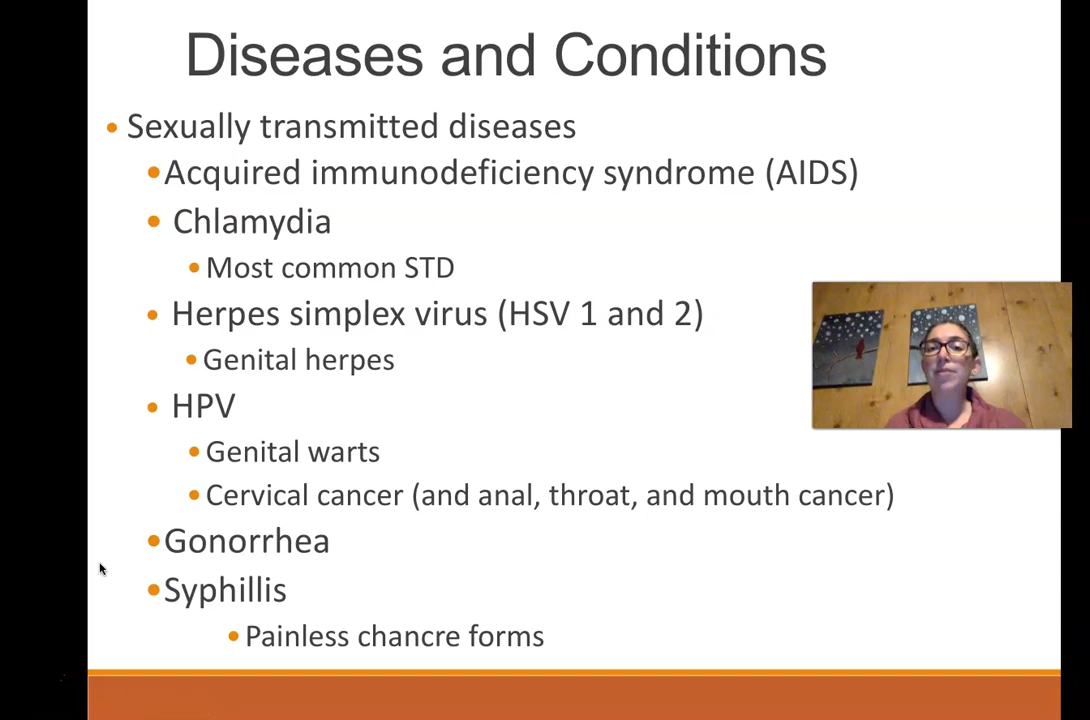 Diseases and Conditions
• Sexually transmitted diseases
• Acquired immunodeficiency syndrome (AIDS)
• Chlamydia
• Most common STD
• Herpes simplex virus (HSV 1 and 2)
• Genital herpes
• HPV
• Genital warts
• Cervical cancer (and anal, throat, and mouth cancer)
• Gonorrhea
• Syphillis
• Painless chancre forms